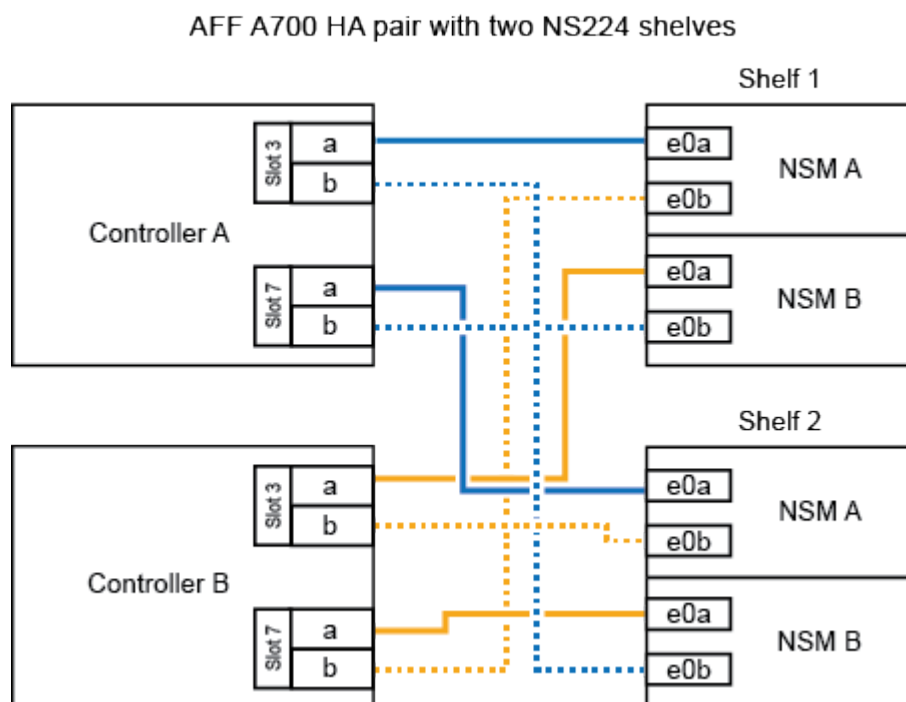 AFF A700 HA pair with two NS224 shelves
Shelf 1
Controller A
Slot 3
a
b
Slot 7
a
b
e0a
e0b
NSM A
e0a
e0b
NSM B
Controller B
Slot 3
a
b
Slot 7
a
b
Shelf 2
e0a
e0b
NSM A
e0a
e0b
NSM B